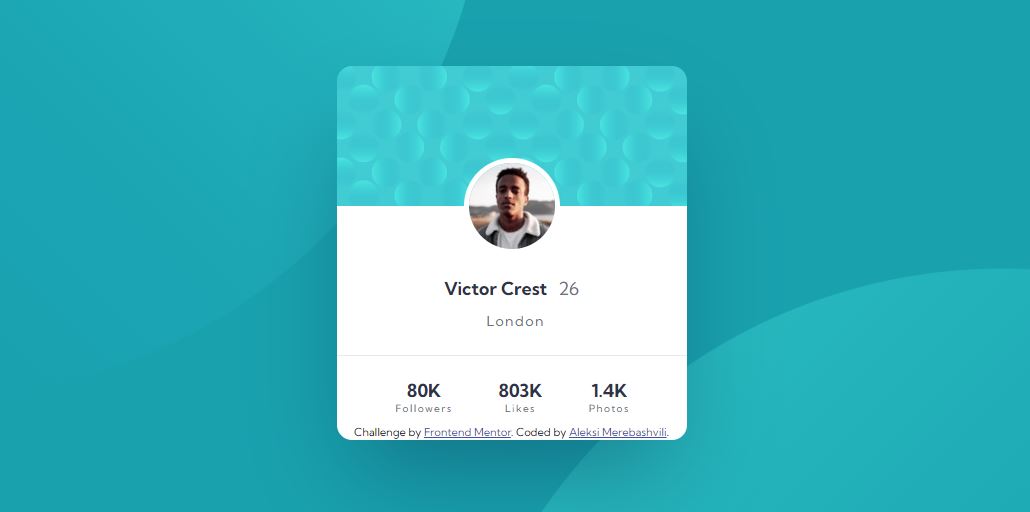 Victor Crest 26
London
80K 803K 1.4K
Followers Likes Photos
Challenge by Frontend Mentor. Coded by Aleksi Merebashvili.